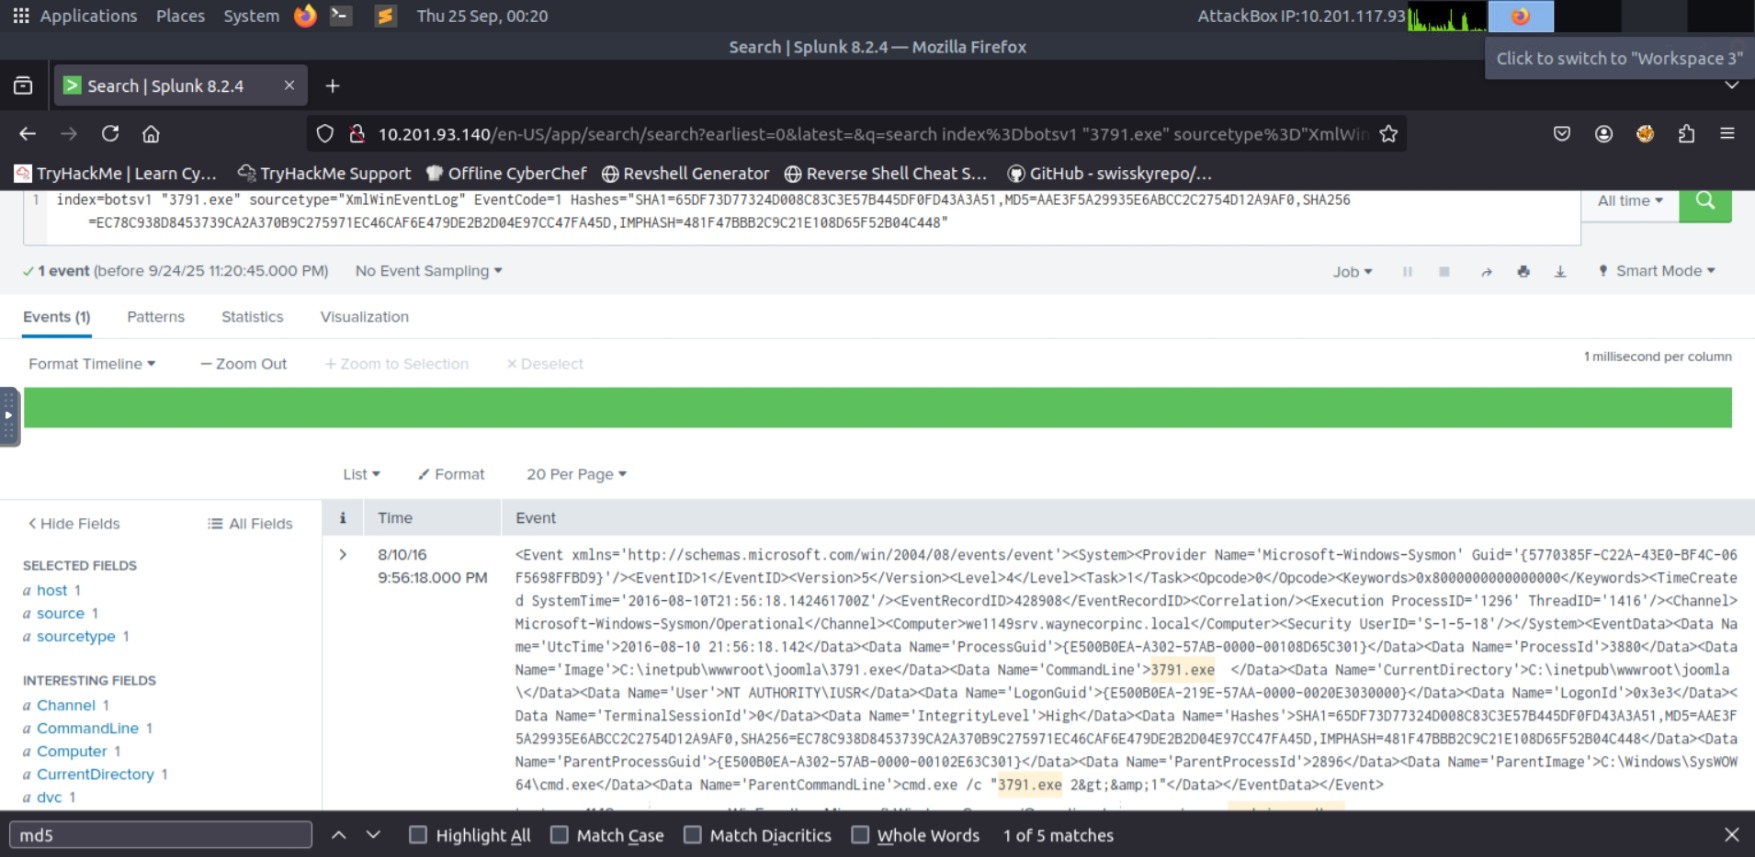 Applications Places System Thu 25 Sep, 00:20 AttackBox IP:10.201.117.93
Search | Splunk 8.2.4 — Mozilla Firefox
Click to switch to "Workspace 3"
Search | Splunk 8.2.4
10.201.93.140/en-US/app/search/search?earliest=0&latest=&q=search index%3Dbotsv1 "3791.exe" sourcetype%3D"XmlWin
TryHackMe | Learn Cy... TryHackMe Support Offline CyberChef Revshell Generator Reverse Shell Cheat S... GitHub - swisskyrepo/...
1 index=botsv1 "3791.exe" sourcetype="XmlWinEventLog" EventCode=1 Hashes="SHA1=65DF73D77324D008C83C3E57B445DF0FD43A3A51,MD5=AAE3F5A29935E6ABCC2C2754D12A9AF0,SHA256 All time
=EC78C938D8453739CA2A370B9C275971EC46CAF6E479DE2B2D04E97CC47FA45D,IMPHASH=481F47BBB2C9C21E108D65F52B04C448"
1 event (before 9/24/25 11:20:45.000 PM) No Event Sampling Job Smart Mode
Events (1) Patterns Statistics Visualization
Format Timeline — Zoom Out + Zoom to Selection × Deselect 1 millisecond per column
List Format 20 Per Page
< Hide Fields All Fields i Time Event
SELECTED FIELDS
a host 1
a source 1
a sourcetype 1
INTERESTING FIELDS
a Channel 1
a CommandLine 1
a Computer 1
a CurrentDirectory 1
a dvc 1
8/10/16
9:56:18.000 PM
<Event xmlns='http://schemas.microsoft.com/win/2004/08/events/event'><System><Provider Name='Microsoft-Windows-Sysmon' Guid='{5770385F-C22A-43E0-BF4C-06
F5698FFBD9}'/><EventID>1</EventID><Version>5</Version><Level>4</Level><Task>1</Task><Opcode>0</Opcode><Keywords>0x8000000000000000</Keywords><TimeCreate
d SystemTime='2016-08-10T21:56:18.142461700Z'/><EventRecordID>428908</EventRecordID><Correlation/><Execution ProcessID='1296' ThreadID='1416'/><Channel>
Microsoft-Windows-Sysmon/Operational</Channel><Computer>we1149srv.waynecorpinc.local</Computer><Security UserID='S-1-5-18'/></System><EventData><Data Na
me='UtcTime'>2016-08-10 21:56:18.142</Data><Data Name='ProcessGuid'>{E500B0EA-A302-57AB-0000-00108D65C301}</Data><Data Name='ProcessId'>3880</Data><Data
Name='Image'>C:\inetpub\wwwroot\joomla\3791.exe</Data><Data Name='CommandLine'>3791.exe </Data><Data Name='CurrentDirectory'>C:\inetpub\wwwroot\joomla
\</Data><Data Name='User'>NT AUTHORITY\IUSR</Data><Data Name='LogonGuid'>{E500B0EA-219E-57AA-0000-0020E3030000}</Data><Data Name='LogonId'>0x3e3</Data><
Data Name='TerminalSessionId'>0</Data><Data Name='IntegrityLevel'>High</Data><Data Name='Hashes'>SHA1=65DF73D77324D008C83C3E57B445DF0FD43A3A51,MD5=AAE3F
5A29935E6ABCC2C2754D12A9AF0,SHA256=EC78C938D8453739CA2A370B9C275971EC46CAF6E479DE2B2D04E97CC47FA45D,IMPHASH=481F47BBB2C9C21E108D65F52B04C448</Data><Data
Name='ParentProcessGuid'>{E500B0EA-A302-57AB-0000-00102E63C301}</Data><Data Name='ParentProcessId'>2896</Data><Data Name='ParentImage'>C:\Windows\SysWOW
64\cmd.exe</Data><Data Name='ParentCommandLine'>cmd.exe /c "3791.exe 2&gt;&amp;1"</Data></EventData></Event>
md5 Highlight All Match Case Match Diacritics Whole Words 1 of 5 matches